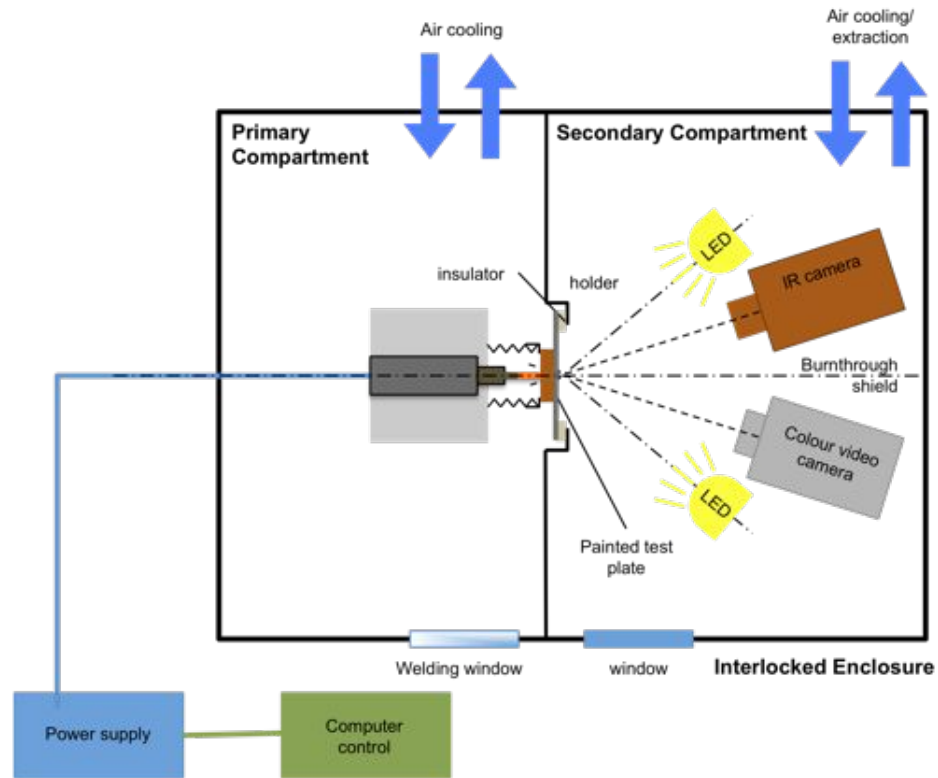 Air cooling
Air cooling/
extraction
Primary
Compartment
Secondary Compartment
LED
IR camera
insulator
holder
Burnthrough
shield
Colour video
camera
LED
Painted test
plate
Welding window
window
Interlocked Enclosure
Power supply
Computer
control